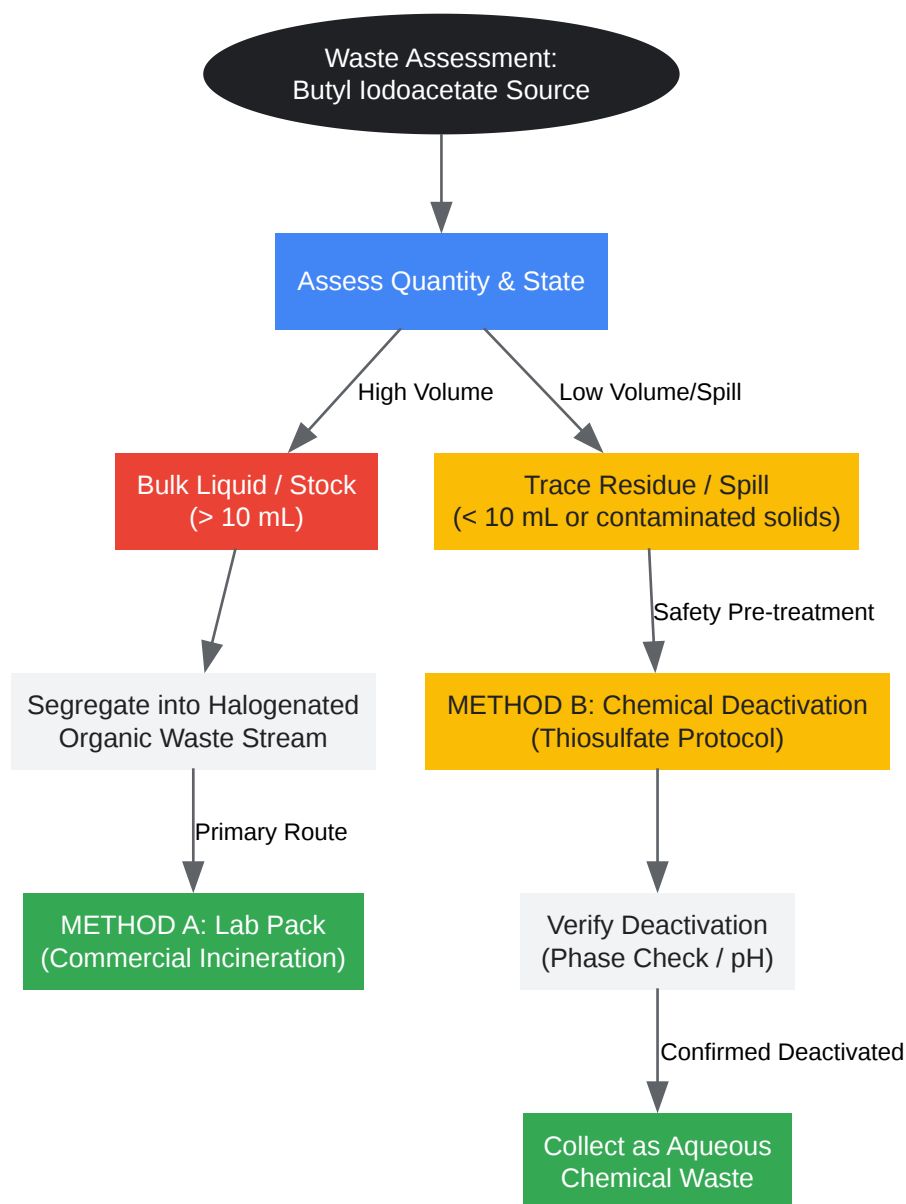 Waste Assessment:
Butyl Iodoacetate Source
Assess Quantity & State
High Volume
Low Volume/Spill
Bulk Liquid / Stock
(> 10 mL)
Trace Residue / Spill
(< 10 mL or contaminated solids)
Safety Pre-treatment
Segregate into Halogenated
Organic Waste Stream
METHOD B: Chemical Deactivation
(Thiosulfate Protocol)
Primary Route
METHOD A: Lab Pack
(Commercial Incineration)
Verify Deactivation
(Phase Check / pH)
Confirmed Deactivated
Collect as Aqueous
Chemical Waste